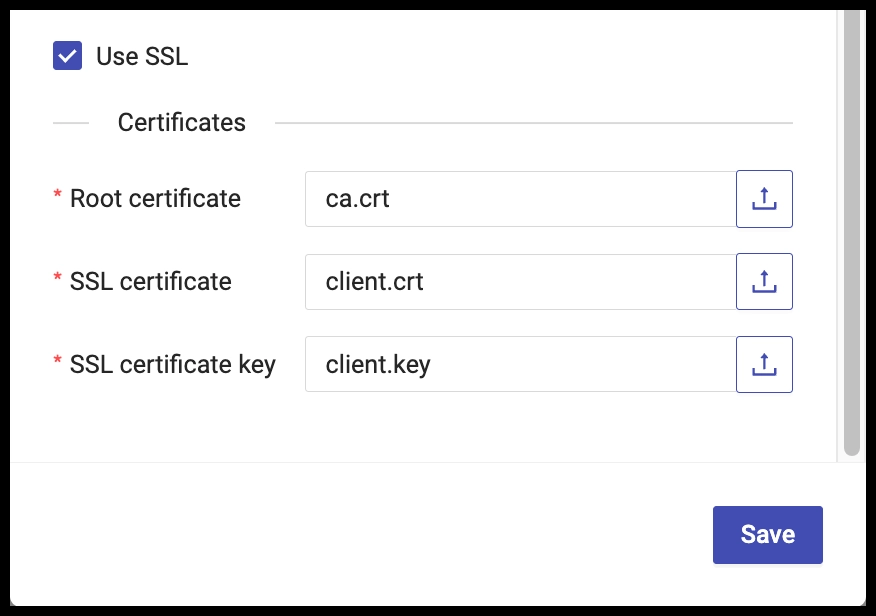 Use SSL
Certificates
* Root certificate ca.crt
* SSL certificate client.crt
* SSL certificate key client.key
Save